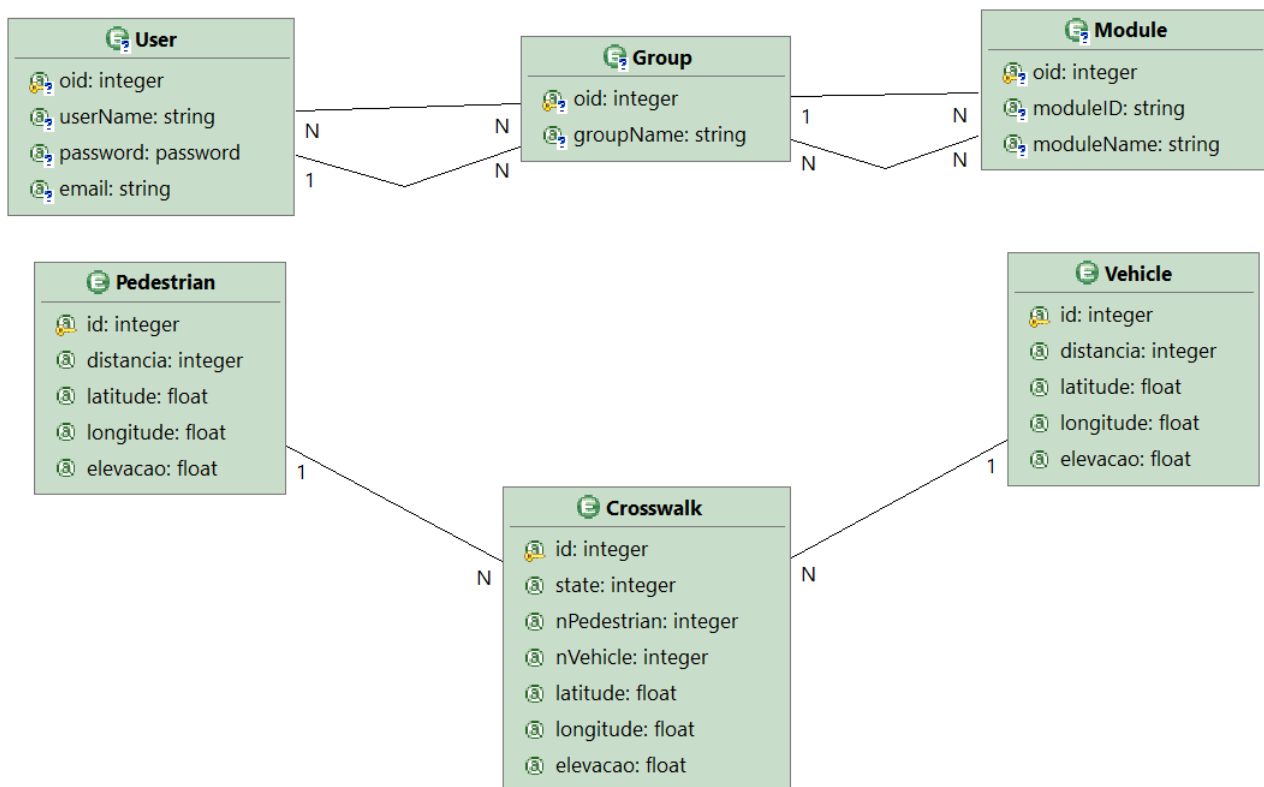 User
oid: integer
userName: string
password: password
email: string
N
N
1
N
Group
oid: integer
groupName: string
1
N
N
N
Module
oid: integer
moduleID: string
moduleName: string
Pedestrian
id: integer
distancia: integer
latitude: float
longitude: float
elevacao: float
1
N
Vehicle
id: integer
distancia: integer
latitude: float
longitude: float
elevacao: float
1
N
Crosswalk
id: integer
state: integer
nPedestrian: integer
nVehicle: integer
latitude: float
longitude: float
elevacao: float